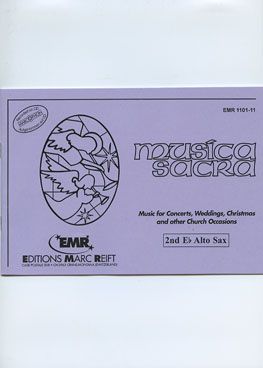 EMR 1101-11
musica
sacra
Music for Concerts, Weddings, Christmas
and other Church Occasions
2nd E♭ Alto Sax
EMR
EDITIONS MARC REIFT